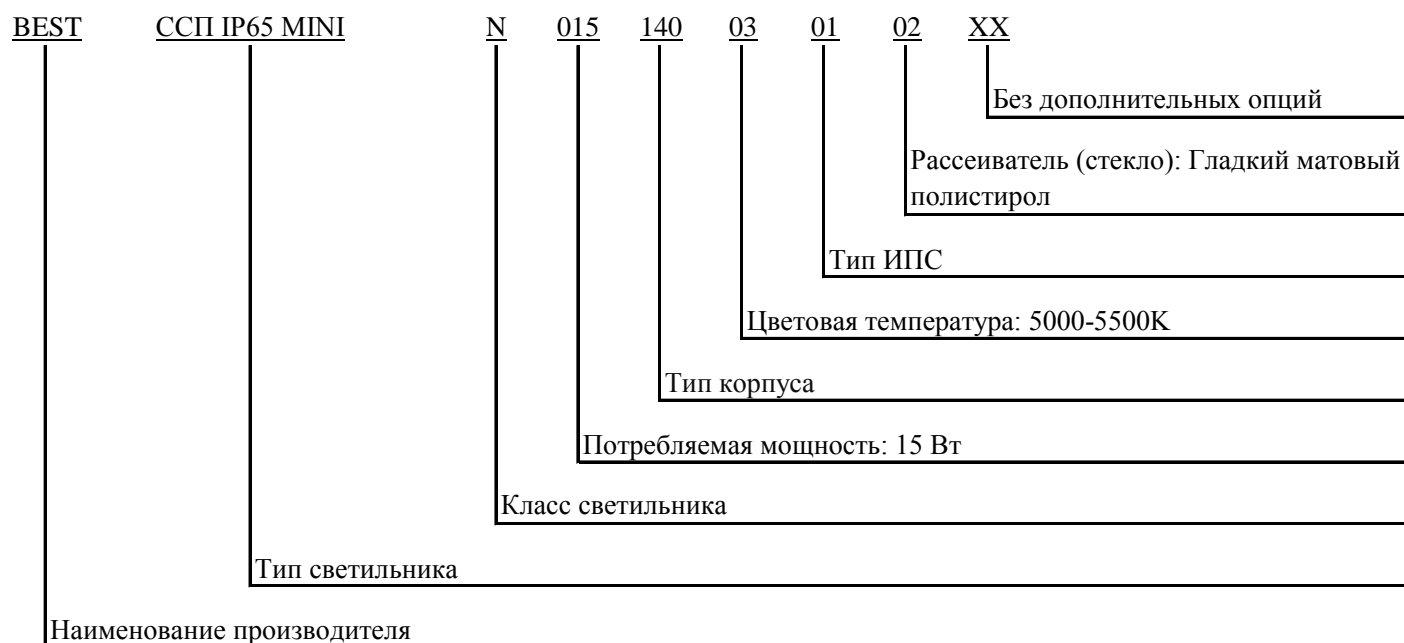 BEST ССП IP65 MINI N 015 140 03 01 02 XX
Без дополнительных опций
Рассеиватель (стекло): Гладкий матовый
полистирол
Тип ИПС
Цветовая температура: 5000-5500K
Тип корпуса
Потребляемая мощность: 15 Вт
Класс светильника
Тип светильника
Наименование производителя